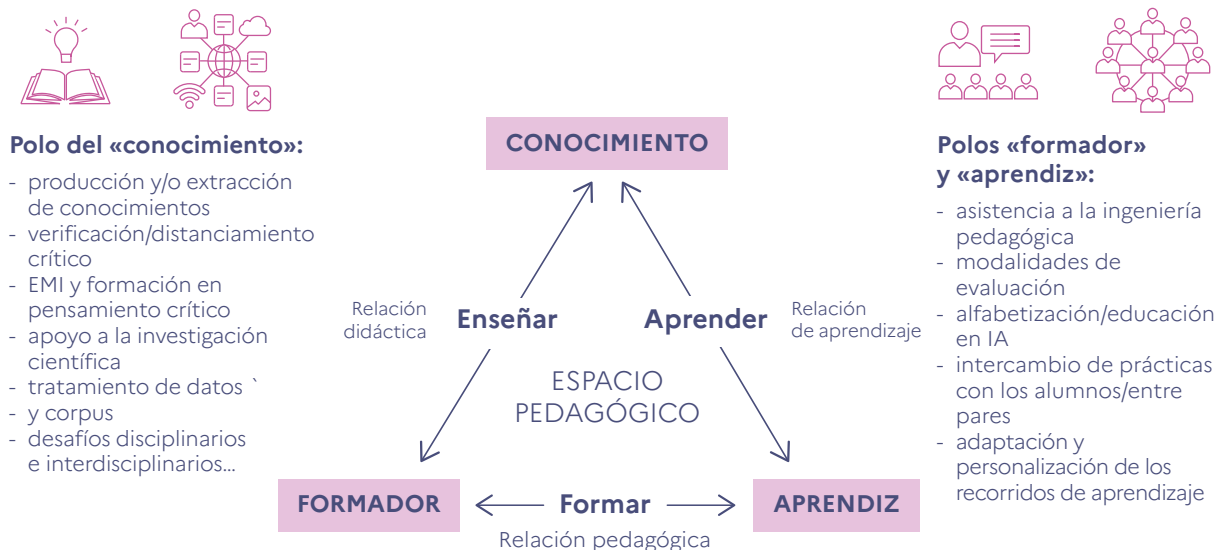 Polo del «conocimiento»:
- producción y/o extracción
de conocimientos
- verificación/distanciamiento
crítico
- EMI y formación en
pensamiento crítico
- apoyo a la investigación
científica
- tratamiento de datos `
- y corpus
- desafíos disciplinarios
e interdisciplinarios...
CONOCIMIENTO
Relación
didáctica
Enseñar
Aprender
Relación
de aprendizaje
ESPACIO
PEDAGÓGICO
FORMADOR
Formar
APRENDIZ
Relación pedagógica
Polos «formador»
y «aprendiz»:
- asistencia a la ingeniería
pedagógica
- modalidades de
evaluación
- alfabetización/educación
en IA
- intercambio de prácticas
con los alumnos/entre
pares
- adaptación y
personalización de los
recorridos de aprendizaje